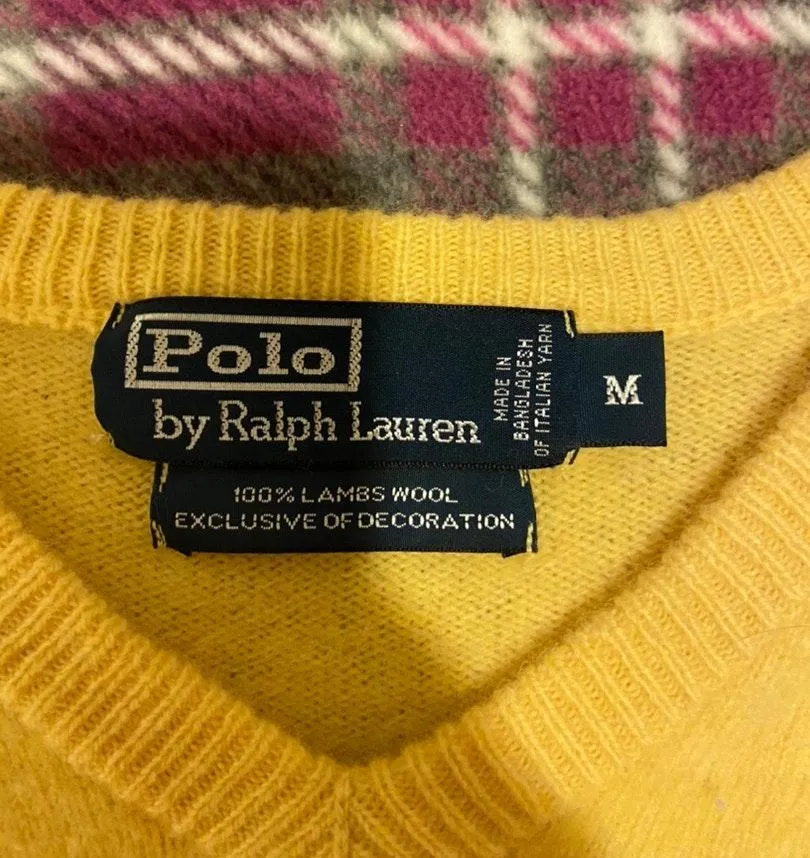 Polo
by Ralph Lauren
MADE IN
BANGLADESH
OF ITALIAN YARN
M
100% LAMBS WOOL
EXCLUSIVE OF DECORATION